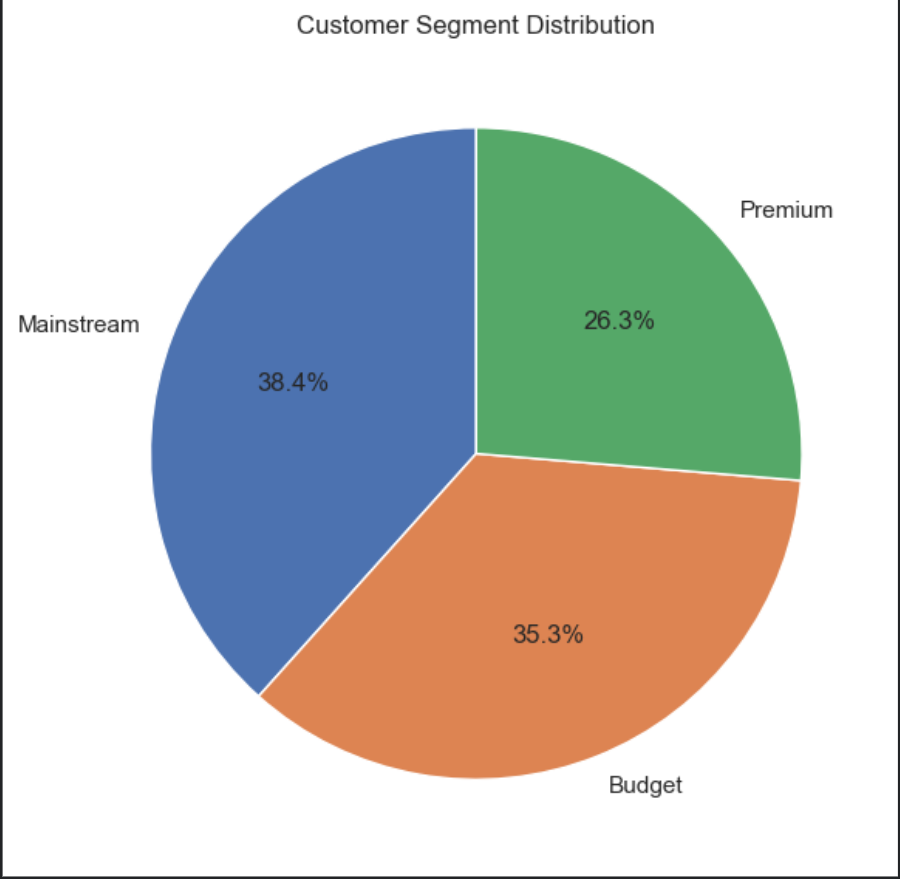 Customer Segment Distribution
Premium
26.3%
Mainstream
38.4%
35.3%
Budget